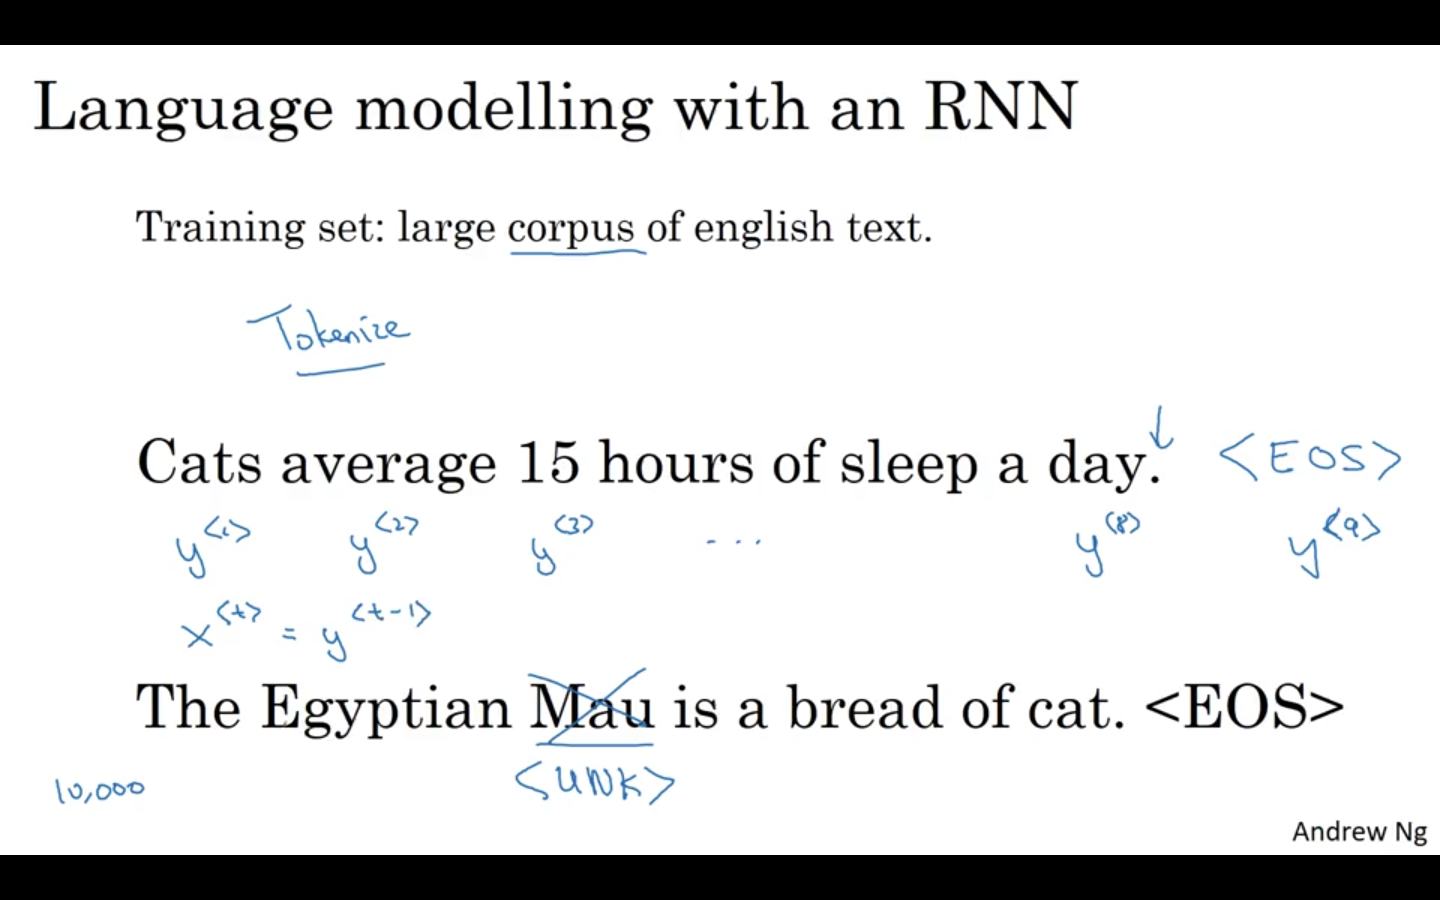 Language modelling with an RNN
Training set: large corpus of english text.
Tokenize
Cats average 15 hours of sleep a day. <EOS>
y<1> y<2> y<3> ... y<8> y<9>
x<t> = y<t-1>
The Egyptian Mau is a bread of cat. <EOS>
10,000 <UNK>
Andrew Ng